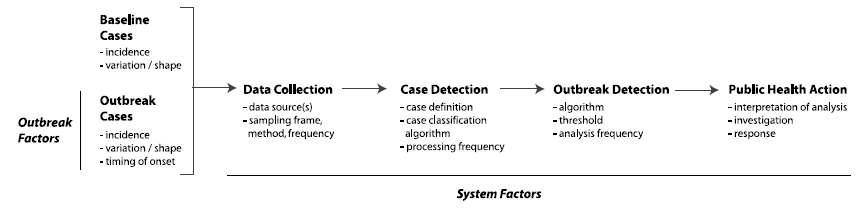 Baseline
Cases
- incidence
- variation / shape
Outbreak
Factors
Outbreak
Cases
- incidence
- variation / shape
- timing of onset
Data Collection
- data source(s)
- sampling frame,
method, frequency
Case Detection
- case definition
- case classification
algorithm
- processing frequency
Outbreak Detection
- algorithm
- threshold
- analysis frequency
Public Health Action
- interpretation of analysis
- investigation
- response
System Factors